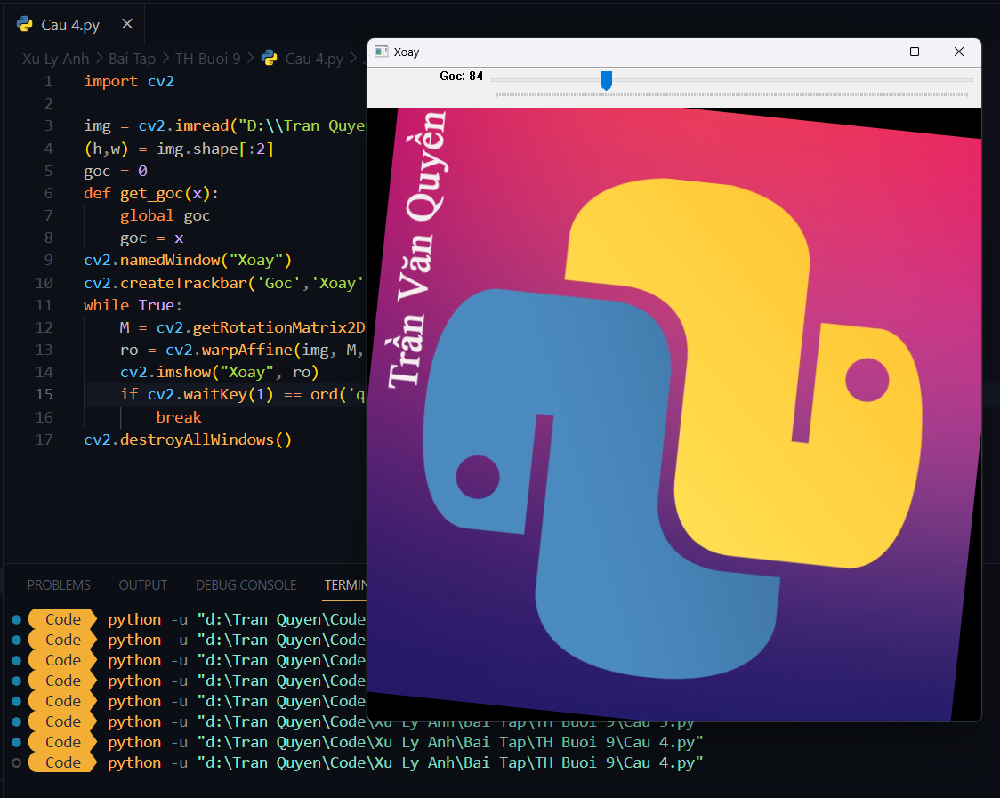 Cau 4.py
Xu Ly Anh > Bai Tap > TH Buoi 9 > Cau 4.py > .
1 import cv2
2
3 img = cv2.imread("D:\\Tran Quyen
4 (h,w) = img.shape[:2]
5 goc = 0
6 def get_goc(x):
7 global goc
8 goc = x
9 cv2.namedWindow("Xoay")
10 cv2.createTrackbar('Goc','Xoay'
11 while True:
12 M = cv2.getRotationMatrix2D
13 ro = cv2.warpAffine(img, M,
14 cv2.imshow("Xoay", ro)
15 if cv2.waitKey(1) == ord('q
16 break
17 cv2.destroyAllWindows()
Xoay
Goc: 84
Trần Văn Quyền
PROBLEMS OUTPUT DEBUG CONSOLE TERMIN
Code python -u "d:\Tran Quyen\Code\
Code python -u "d:\Tran Quyen\Code\
Code python -u "d:\Tran Quyen\Code\
Code python -u "d:\Tran Quyen\Code\
Code python -u "d:\Tran Quyen\Code\
Code python -u "d:\Tran Quyen\Code\Xu Ly Anh\Bai Tap\TH Buoi 9\Cau 3.py"
Code python -u "d:\Tran Quyen\Code\Xu Ly Anh\Bai Tap\TH Buoi 9\Cau 4.py"
Code python -u "d:\Tran Quyen\Code\Xu Ly Anh\Bai Tap\TH Buoi 9\Cau 4.py"